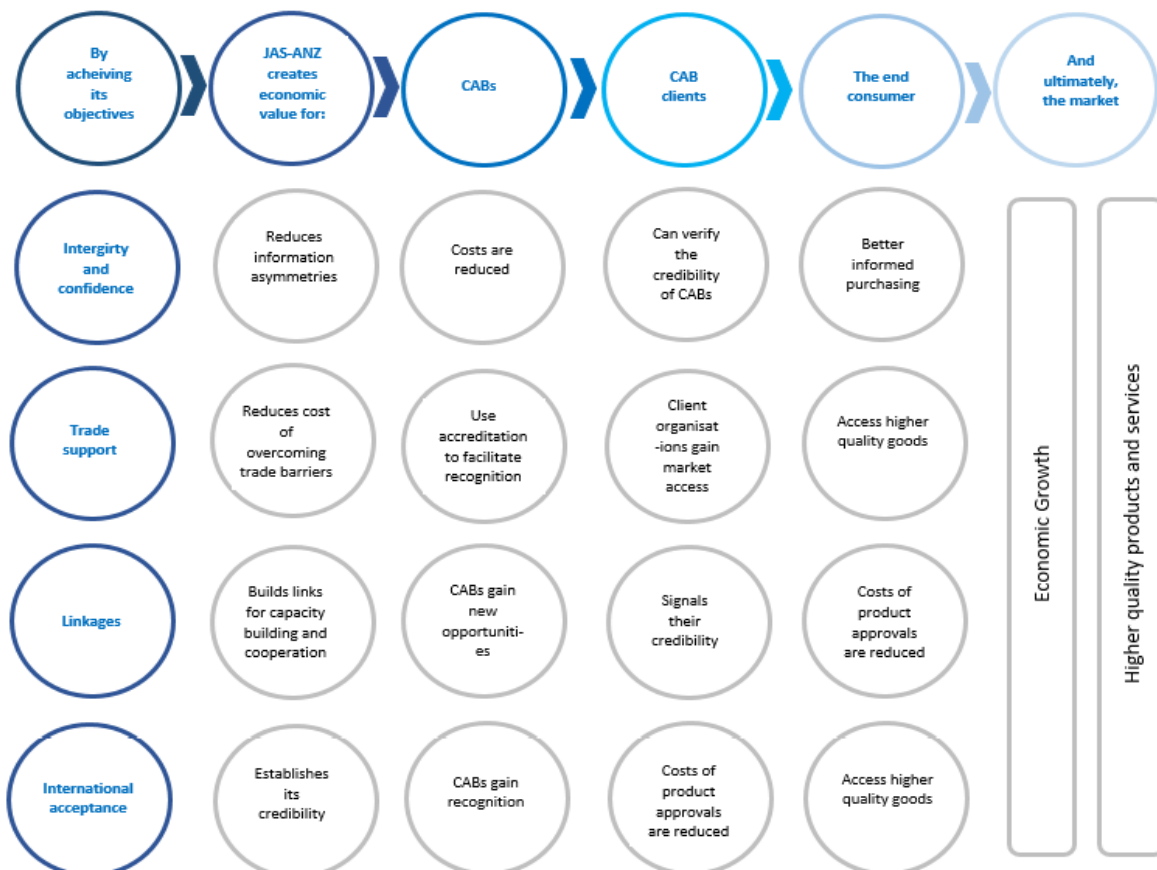 By
acheiving
its
objectives
JAS-ANZ
creates
economic
value for:
CABs
CAB
clients
The end
consumer
And
ultimately,
the market
Intergirty
and
confidence
Reduces
information
asymmetries
Costs are
reduced
Can verify
the
credibility
of CABs
Better
informed
purchasing
Trade
support
Reduces cost
of
overcoming
trade barriers
Use
accreditation
to facilitate
recognition
Client
organisat
-ions gain
market
access
Access higher
quality goods
Linkages
Builds links
for capacity
building and
cooperation
CABs gain
new
opportuniti-
es
Signals
their
credibility
Costs of
product
approvals
are reduced
International
acceptance
Establishes
its
credibility
CABs gain
recognition
Costs of
product
approvals
are reduced
Access higher
quality goods
Economic Growth
Higher quality products and services